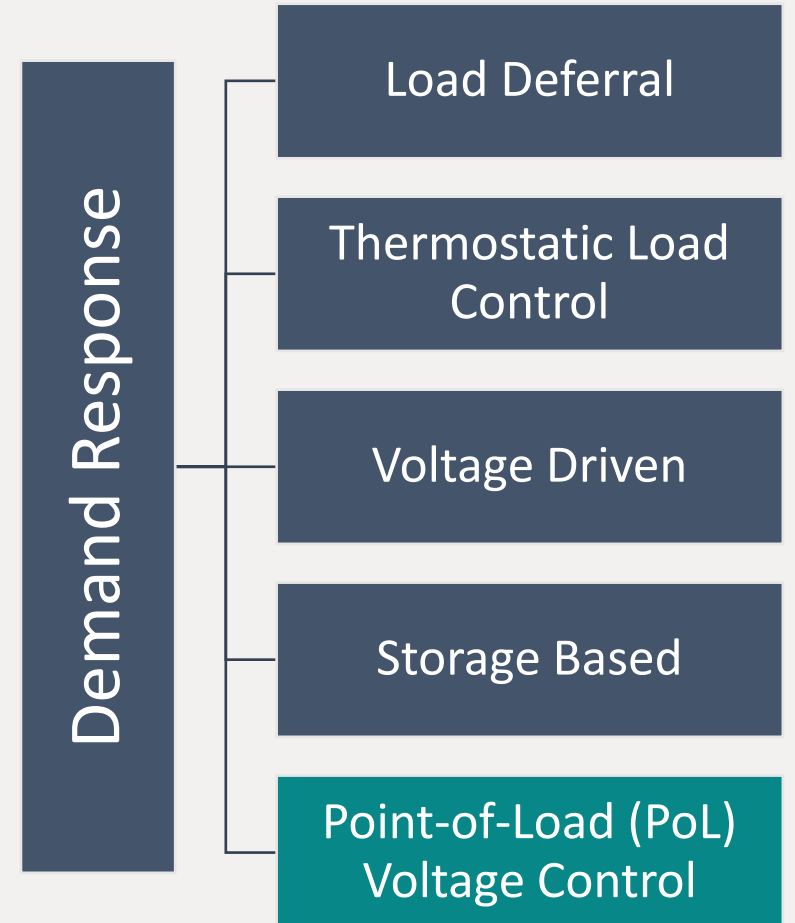 Demand Response
Load Deferral
Thermostatic Load
Control
Voltage Driven
Storage Based
Point-of-Load (PoL)
Voltage Control